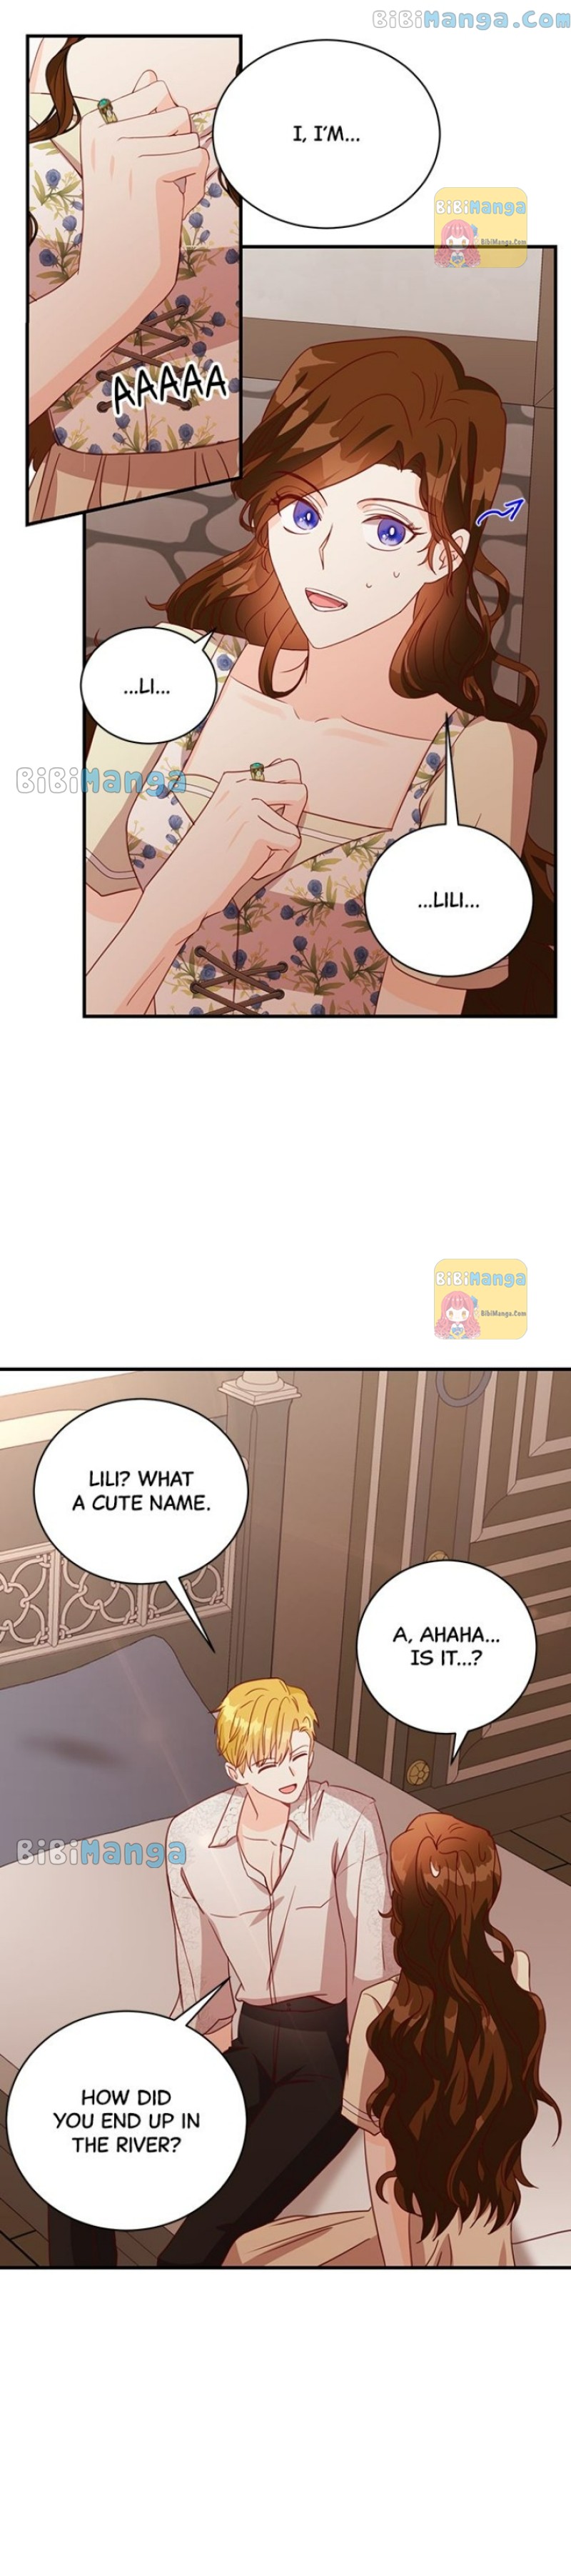 BiBiManga.Com
I, I'M...
BiBiManga
BibiManga.Com
AAAAA
...LI...
BiBiManga
...LILI...
BiBiManga
BibiManga.Com
LILI? WHAT
A CUTE NAME.
A, AHAHA...
IS IT...?
BiBiManga
HOW DID
YOU END UP IN
THE RIVER?